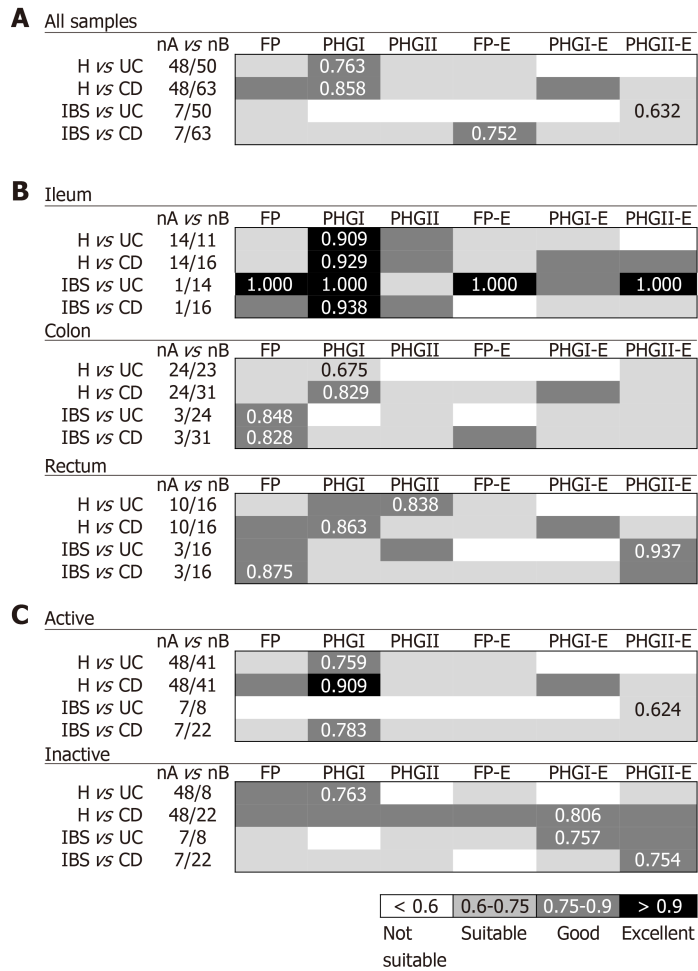 A All samples
nA vs nB FP PHGI PHGII FP-E PHGI-E PHGII-E
H vs UC 48/50 0.763
H vs CD 48/63 0.858
IBS vs UC 7/50 0.632
IBS vs CD 7/63 0.752
B Ileum
nA vs nB FP PHGI PHGII FP-E PHGI-E PHGII-E
H vs UC 14/11 0.909
H vs CD 14/16 0.929
IBS vs UC 1/14 1.000 1.000 1.000 1.000
IBS vs CD 1/16 0.938
Colon
nA vs nB FP PHGI PHGII FP-E PHGI-E PHGII-E
H vs UC 24/23 0.675
H vs CD 24/31 0.829
IBS vs UC 3/24 0.848
IBS vs CD 3/31 0.828
Rectum
nA vs nB FP PHGI PHGII FP-E PHGI-E PHGII-E
H vs UC 10/16 0.838
H vs CD 10/16 0.863
IBS vs UC 3/16 0.937
IBS vs CD 3/16 0.875
C Active
nA vs nB FP PHGI PHGII FP-E PHGI-E PHGII-E
H vs UC 48/41 0.759
H vs CD 48/41 0.909
IBS vs UC 7/8 0.624
IBS vs CD 7/22 0.783
Inactive
nA vs nB FP PHGI PHGII FP-E PHGI-E PHGII-E
H vs UC 48/8 0.763
H vs CD 48/22 0.806
IBS vs UC 7/8 0.757
IBS vs CD 7/22 0.754
< 0.6 0.6-0.75 0.75-0.9 > 0.9
Not Suitable Good Excellent
suitable